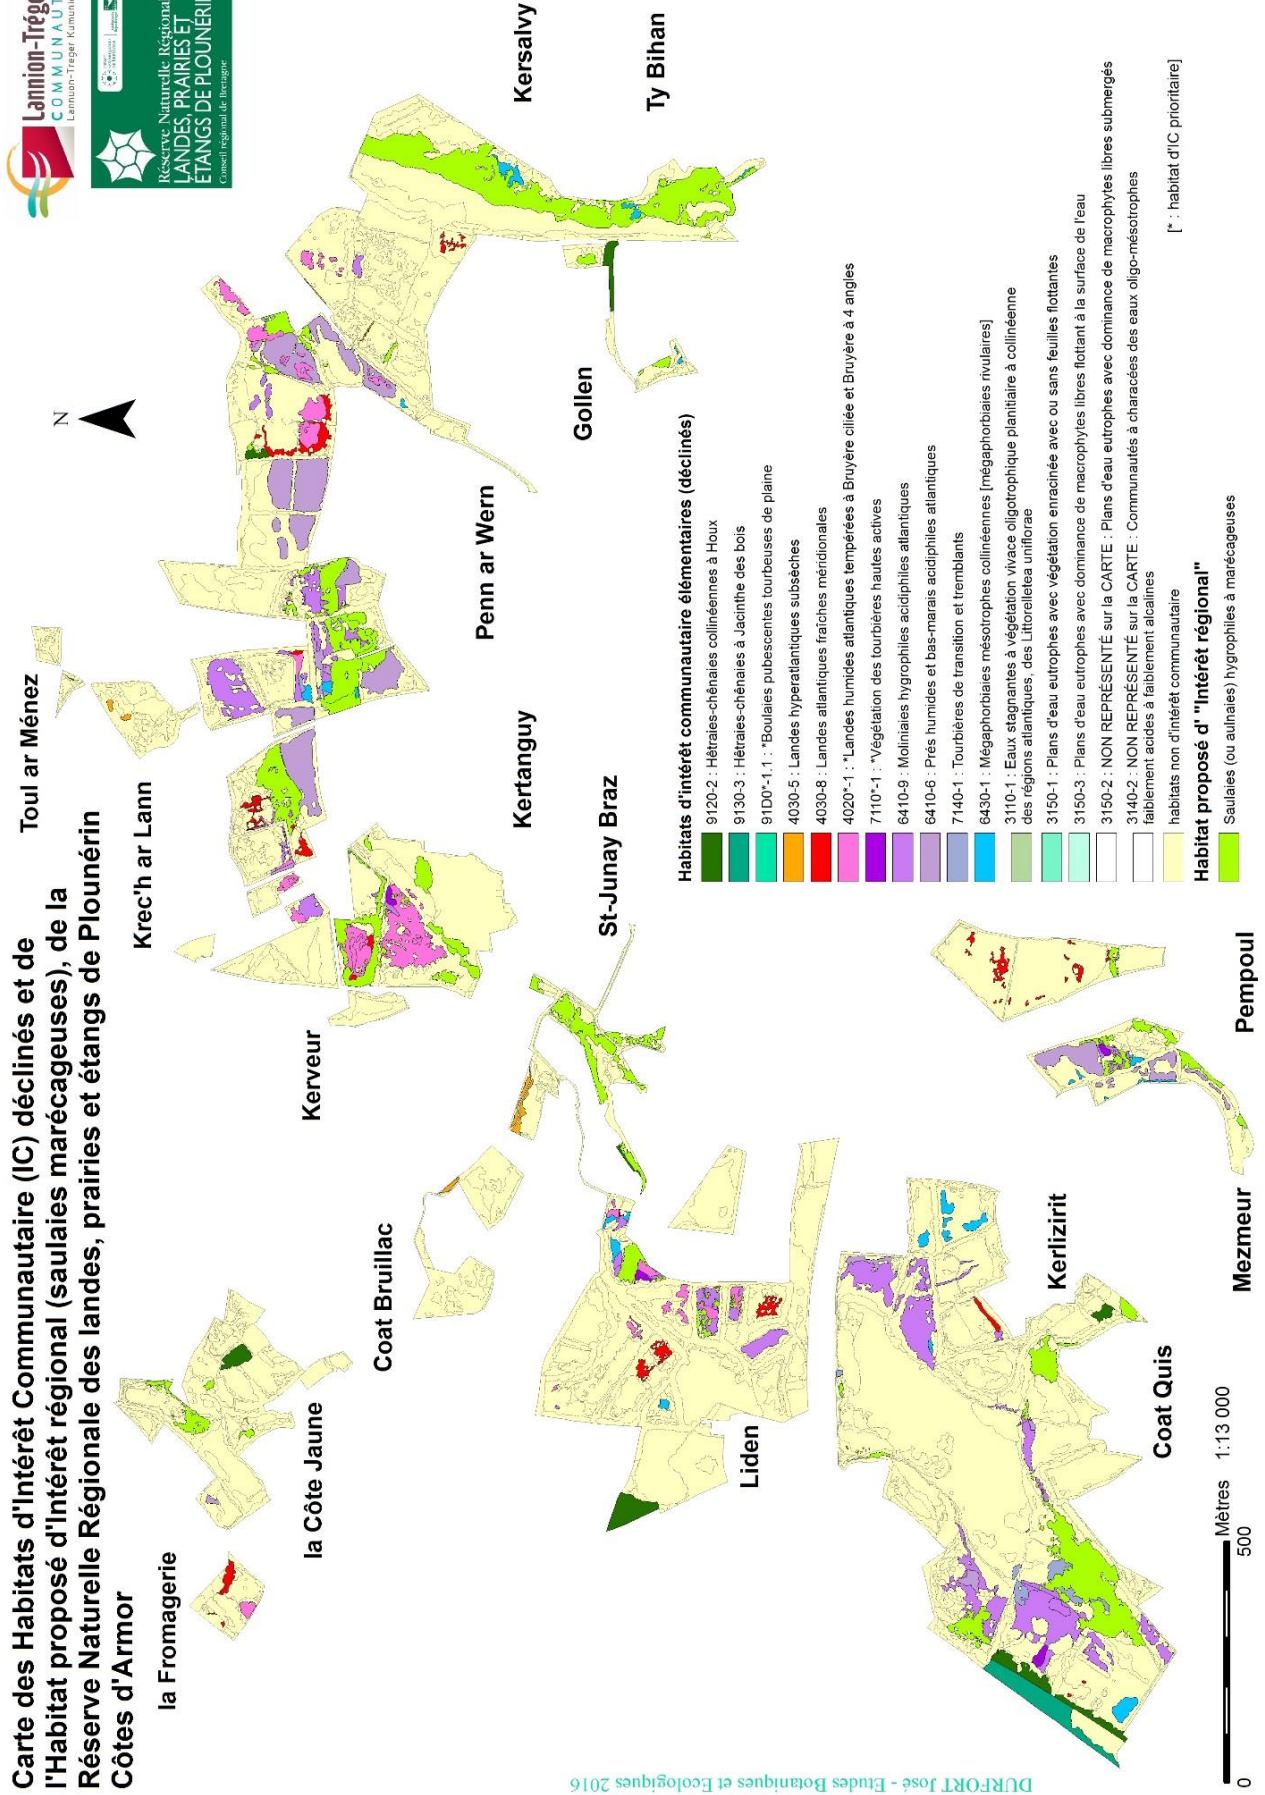 Carte des Habitats d'Intérêt Communautaire (IC) déclinés et de
l'Habitat proposé d'Intérêt régional (saulaies marécageuses), de la
Réserve Naturelle Régionale des landes, prairies et étangs de Plounérin
Côtes d'Armor
Lannion-Trége
COMMUNAUT
Lannuon-Treger Kumuni
Réserve Naturelle Régional
LANDES, PRAIRIES ET
ETANGS DE PLOUNERIN
Conseil régional de Bretagne
N
la Fromagerie
la Côte Jaune
Toul ar Ménez
Krec'h ar Lann
Kerveur
Kertanguy
Penn ar Wern
Gollen
Kersalvy
Ty Bihan
Coat Bruillac
St-Junay Braz
Liden
Kerlizirit
Coat Quis
Mezmeur
Pempoul
Habitats d'intérêt communautaire élémentaires (déclinés)
9120-2 : Hêtraies-chênaies collinéennes à Houx
9130-3 : Hêtraies-chênaies à Jacinthe des bois
91D0*-1.1 : *Boulaies pubescentes tourbeuses de plaine
4030-5 : Landes hyperatlantiques subsèches
4030-8 : Landes atlantiques fraîches méridionales
4020*-1 : *Landes humides atlantiques tempérées à Bruyère ciliée et Bruyère à 4 angles
7110*-1 : *Végétation des tourbières hautes actives
6410-9 : Moliniaies hygrophiles acidiphiles atlantiques
6410-6 : Prés humides et bas-marais acidiphiles atlantiques
7140-1 : Tourbières de transition et tremblants
6430-1 : Mégaphorbiaies mésotrophes collinéennes [mégaphorbiaies rivulaires]
3110-1 : Eaux stagnantes à végétation vivace oligotrophique planitiaire à collinéenne
des régions atlantiques, des Littorelletea uniflorae
3150-1 : Plans d'eau eutrophes avec végétation enracinée avec ou sans feuilles flottantes
3150-3 : Plans d'eau eutrophes avec dominance de macrophytes libres flottant à la surface de l'eau
3150-2 : NON REPRÉSENTÉ sur la CARTE : Plans d'eau eutrophes avec dominance de macrophytes libres submergés
3140-2 : NON REPRÉSENTÉ sur la CARTE : Communautés à characées des eaux oligo-mésotrophes
faiblement acides à faiblement alcalines
habitats non d'intérêt communautaire
[* : habitat d'IC prioritaire]
Habitat proposé d' "Intérêt régional"
Saulaies (ou aulnaies) hygrophiles à marécageuses
0
500
Mètres
1:13 000
DURFORT José - Etudes Botaniques et Ecologiques 2016